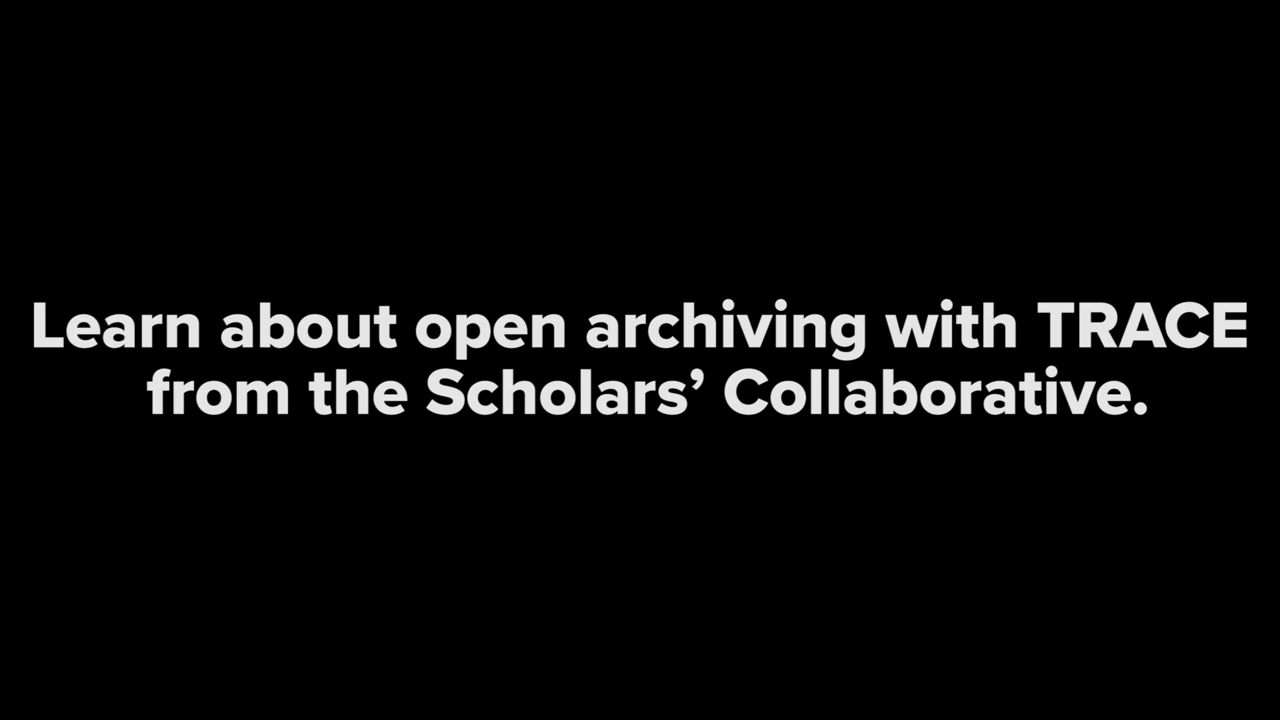 Learn about open archiving with TRACE
from the Scholars’ Collaborative.